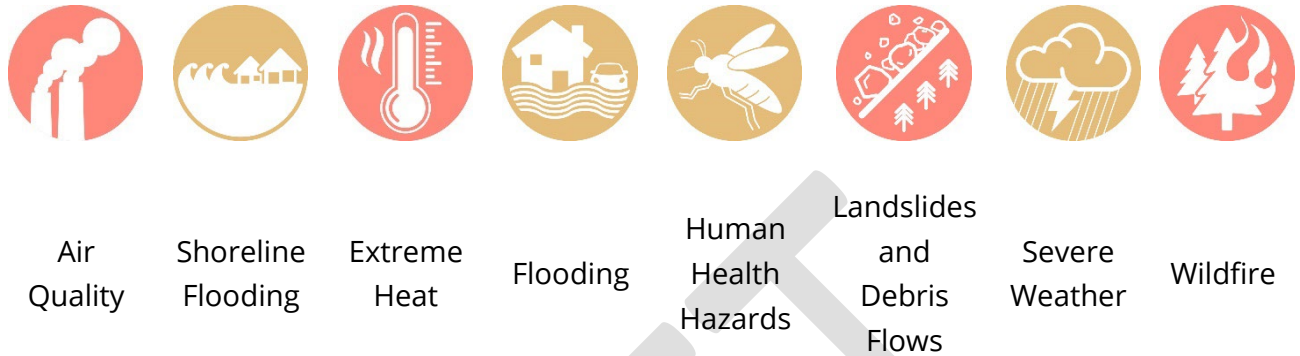 Air
Quality
Shoreline
Flooding
Extreme
Heat
Flooding
Human
Health
Hazards
Landslides
and
Debris
Flows
Severe
Weather
Wildfire